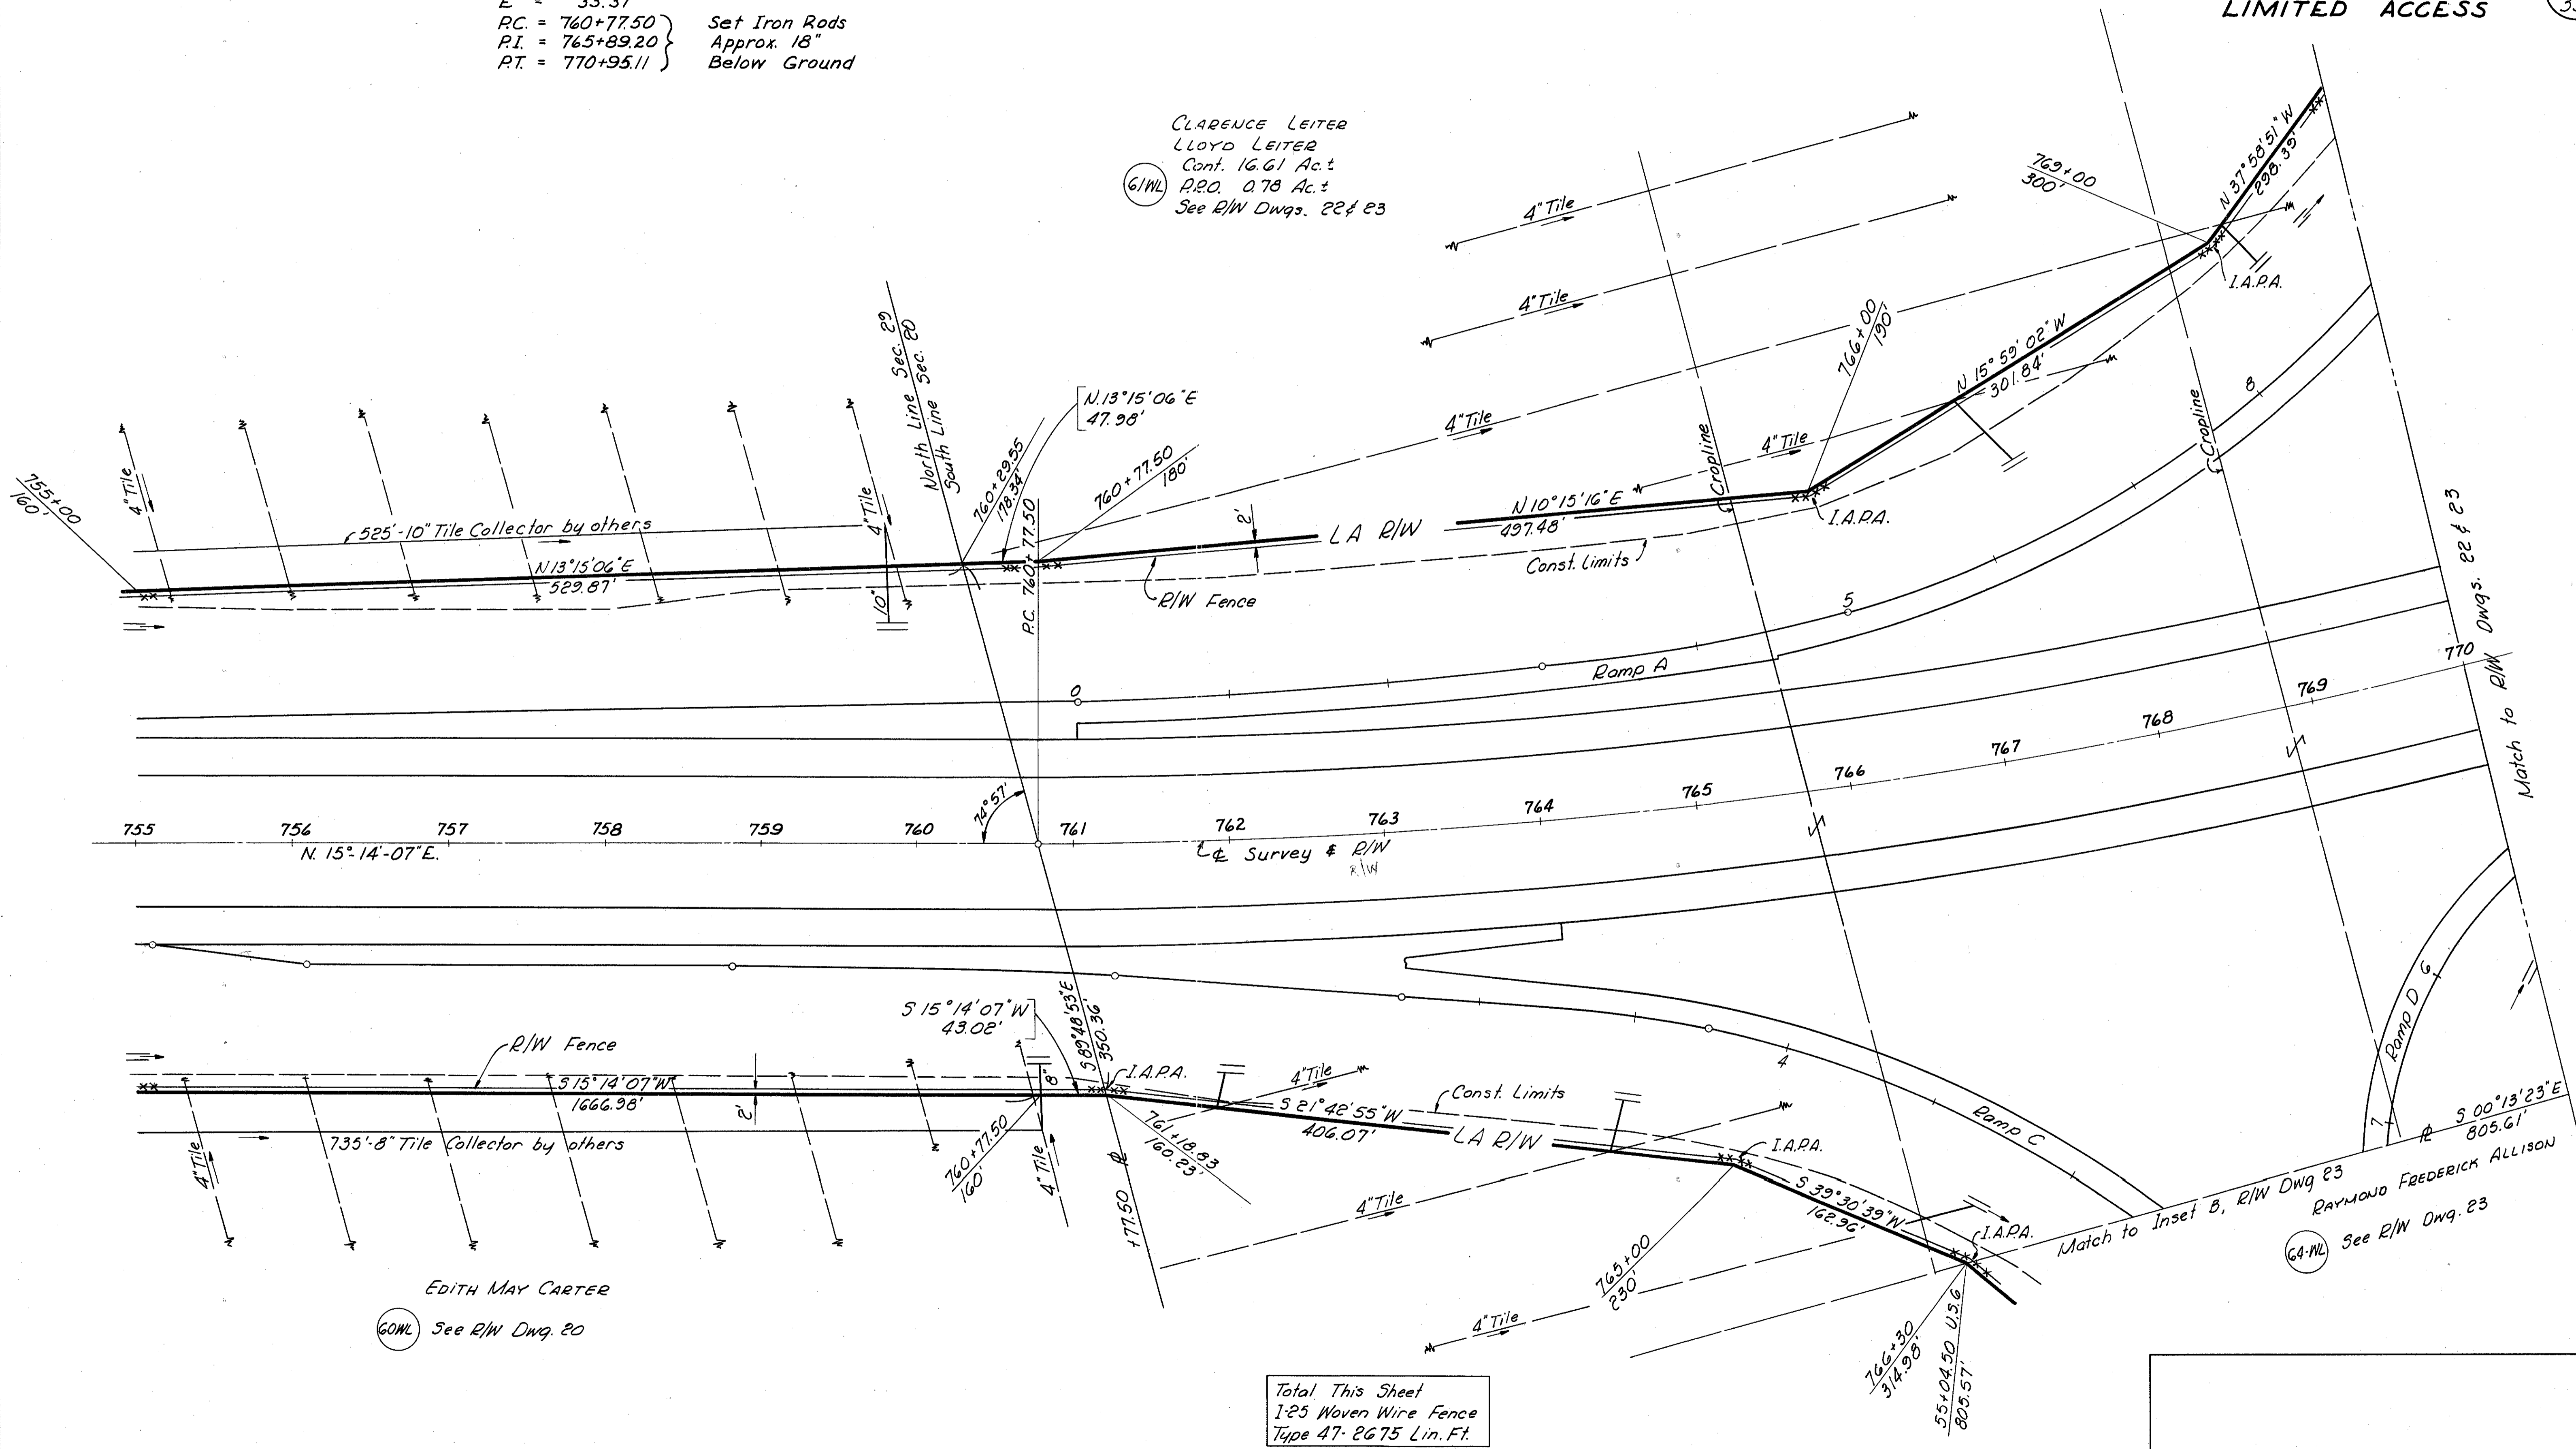 E = 33.37
P.C. = 760+77.50
P.I. = 765+89.20
P.T. = 770+95.11
Set Iron Rods
Approx. 18"
Below Ground
LIMITED ACCESS
CLARENCE LEITER
LLOYD LEITER
Cont. 16.61 Ac.±
61WL P.R.O. 0.78 Ac.±
See R/W Dwgs. 22 & 23
4" Tile
4" Tile
4" Tile
4" Tile
769+00
300'
N 37° 58' 51" W
298.39'
I.A.P.A.
766+00
190'
N 15° 59' 02" W
301.84'
Cropline
Cropline
8
North Line Sec. 29
South Line Sec. 20
N.13°15'06"E
47.98'
760+29.55
178.34'
760+77.50
180'
P.C. 760+77.50
755+00
160'
4" Tile
4" Tile
525'-10" Tile Collector by others
N13°15'06"E
529.87'
10"
2'
LA R/W
N 10°15'16" E
497.48'
I.A.P.A.
Const. Limits
R/W Fence
5
Ramp A
0
Match to R/W Dwgs. 22 & 23
755
756
757
758
759
760
761
762
763
764
765
766
767
768
769
770
74°57'
N. 15°-14'-07"E.
℄ Survey & R/W
R/W
S 15°14'07"W
43.02'
S 89°48'53"E
350.36'
R/W Fence
S 15°14'07"W
1666.98'
2'
8"
I.A.P.A.
735'-8" Tile Collector by others
4" Tile
760+77.50
160'
4" Tile
761+18.83
160.23'
+77.50 ⅊
4" Tile
Const. Limits
S 21°42'55"W
406.07'
LA R/W
I.A.P.A.
4
Ramp C
4" Tile
S 39°30'39"W
162.96'
I.A.P.A.
765+00
230'
4" Tile
766+30
314.98'
55+04.50 U.S.6
805.57'
Match to Inset B, R/W Dwg 23
Ramp D
6
7
⅊
S 00°13'23"E
805.61'
RAYMOND FREDERICK ALLISON
64-WL See R/W Dwg. 23
EDITH MAY CARTER
60WL See R/W Dwg. 20
Total This Sheet
I-25 Woven Wire Fence
Type 47-2675 Lin. Ft.